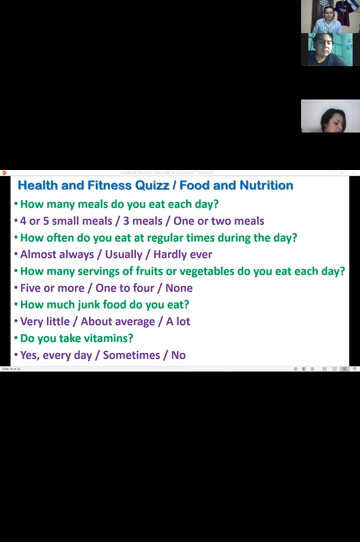 Health and Fitness Quizz / Food and Nutrition
• How many meals do you eat each day?
• 4 or 5 small meals / 3 meals / One or two meals
• How often do you eat at regular times during the day?
• Almost always / Usually / Hardly ever
• How many servings of fruits or vegetables do you eat each day?
• Five or more / One to four / None
• How much junk food do you eat?
• Very little / About average / A lot
• Do you take vitamins?
• Yes, every day / Sometimes / No